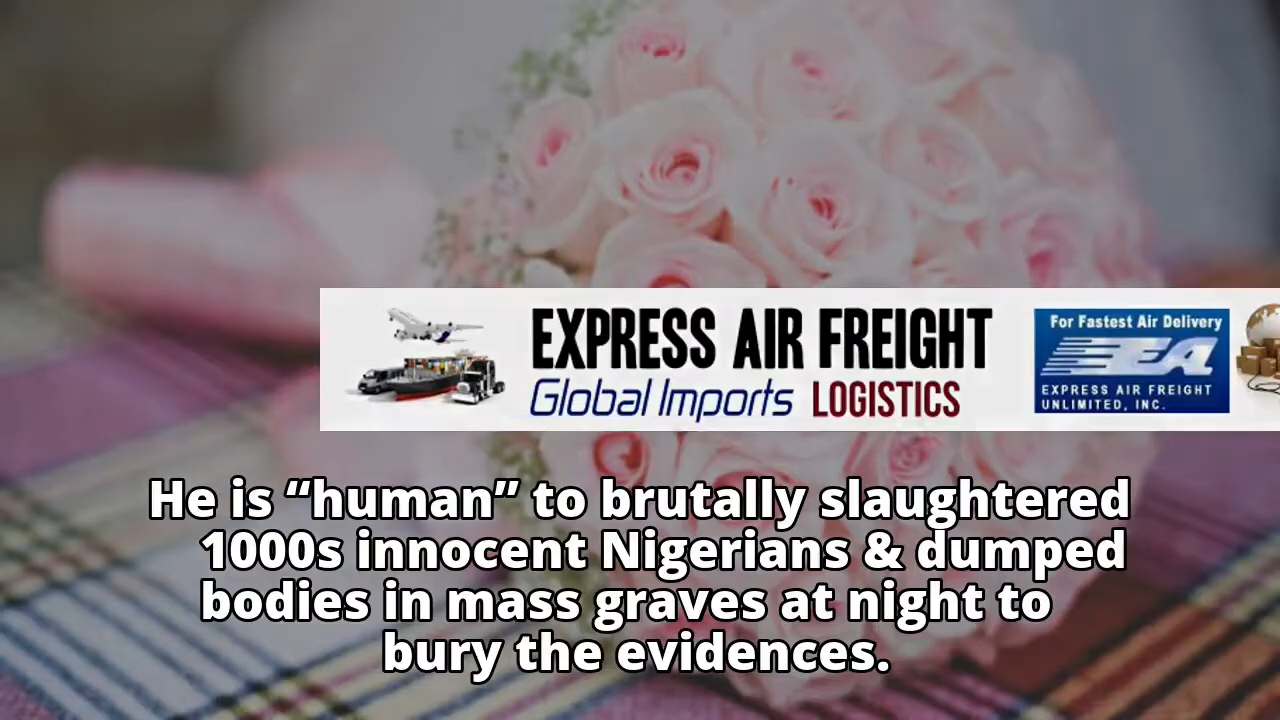 EXPRESS AIR FREIGHT
Global Imports LOGISTICS
For Fastest Air Delivery
EA
EXPRESS AIR FREIGHT
UNLIMITED, INC.
He is “human” to brutally slaughtered
1000s innocent Nigerians & dumped
bodies in mass graves at night to
bury the evidences.